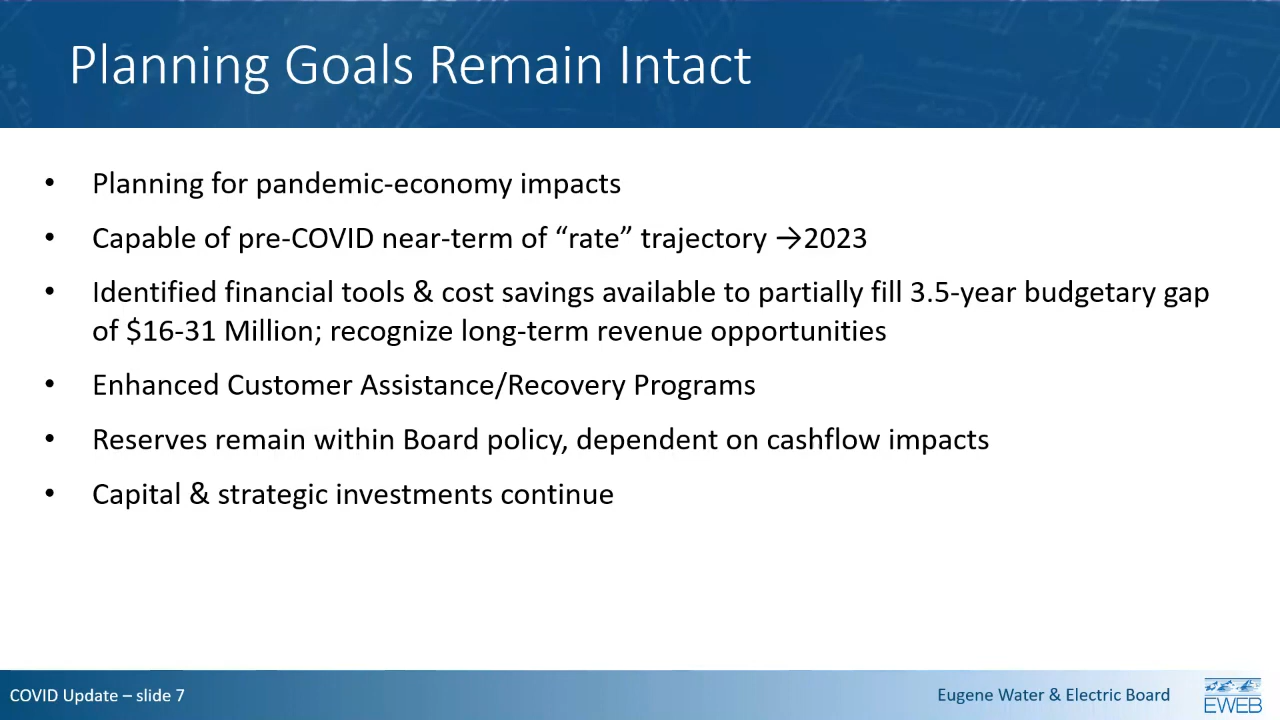 Planning Goals Remain Intact
• Planning for pandemic-economy impacts
• Capable of pre-COVID near-term of “rate” trajectory →2023
• Identified financial tools & cost savings available to partially fill 3.5-year budgetary gap
of $16-31 Million; recognize long-term revenue opportunities
• Enhanced Customer Assistance/Recovery Programs
• Reserves remain within Board policy, dependent on cashflow impacts
• Capital & strategic investments continue
COVID Update – slide 7
Eugene Water & Electric Board
EWEB